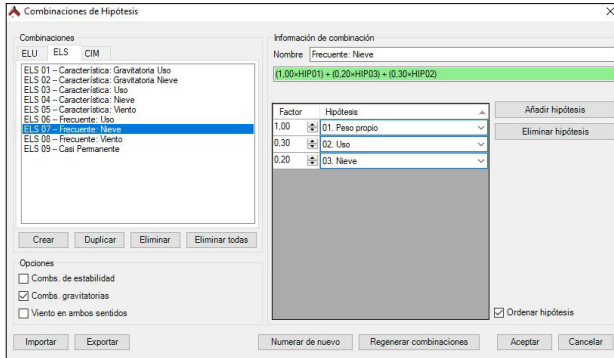 Combinaciones de Hipótesis
Combinaciones
ELU ELS CIM
ELS 01 – Característica: Gravitatoria Uso
ELS 02 – Característica: Gravitatoria Nieve
ELS 03 – Característica: Uso
ELS 04 – Característica: Nieve
ELS 05 – Característica: Viento
ELS 06 – Frecuente: Uso
ELS 07 – Frecuente: Nieve
ELS 08 – Frecuente: Viento
ELS 09 – Casi Permanente
Crear Duplicar Eliminar Eliminar todas
Opciones
Combs. de estabilidad
Combs. gravitatorias
Viento en ambos sentidos
Importar Exportar
Información de combinación
Nombre Frecuente: Nieve
(1,00×HIP01) + (0,20×HIP03) + (0,30×HIP02)
Factor Hipótesis
1,00 01. Peso propio
0,30 02. Uso
0,20 03. Nieve
Añadir hipótesis
Eliminar hipótesis
Ordenar hipótesis
Numerar de nuevo Regenerar combinaciones Aceptar Cancelar